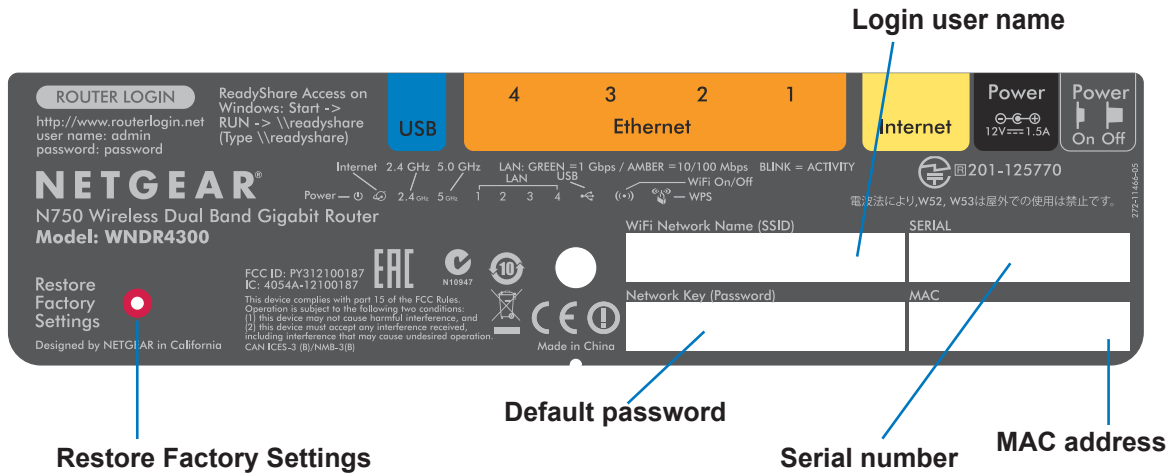 Login user name
ROUTER LOGIN
http://www.routerlogin.net
user name: admin
password: password
ReadyShare Access on
Windows: Start ->
RUN -> \\readyshare
(Type \\readyshare)
USB
4 3 2 1
Ethernet
Internet
Power
12V 1.5A
Power
On Off
Internet 2.4 GHz 5.0 GHz LAN: GREEN =1 Gbps / AMBER =10/100 Mbps BLINK = ACTIVITY
LAN USB WiFi On/Off
Power 2.4 GHz 5 GHz 1 2 3 4 WPS
R 201-125770
電波法により,W52, W53は屋外での使用は禁止です。
272-11466-05
NETGEAR®
N750 Wireless Dual Band Gigabit Router
Model: WNDR4300
WiFi Network Name (SSID)
SERIAL
Network Key (Password)
MAC
Restore
Factory
Settings
Designed by NETGEAR in California
FCC ID: PY312100187
IC: 4054A-12100187
EAC
N10947
10
This device complies with part 15 of the FCC Rules.
Operation is subject to the following two conditions:
(1) this device may not cause harmful interference, and
(2) this device must accept any interference received,
including interference that may cause undesired operation.
CAN ICES-3 (B)/NMB-3(B)
CE
Made in China
Default password
Restore Factory Settings
Serial number
MAC address